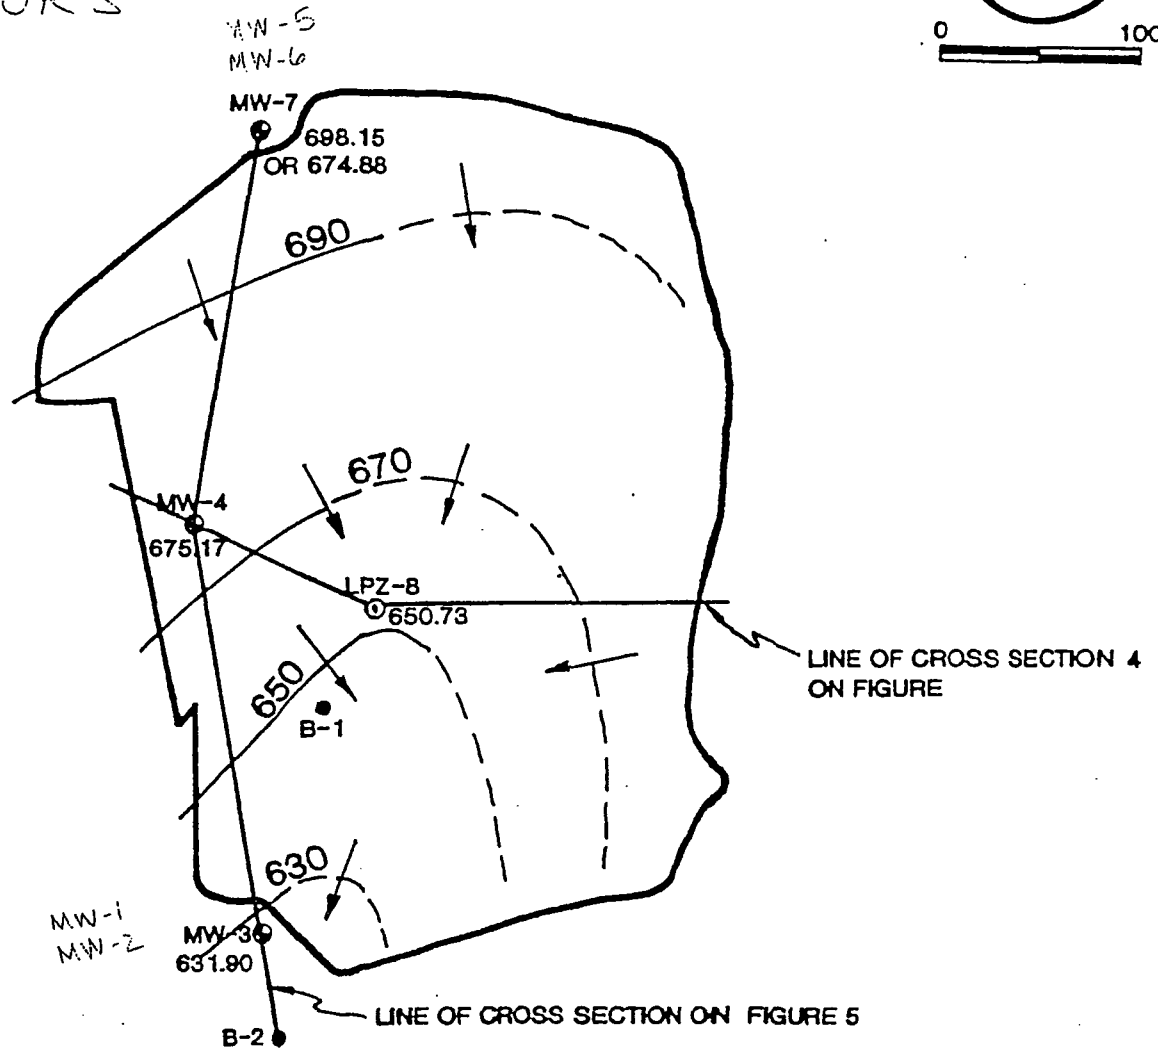 MW-5
MW-6
0 100
MW-7
698.15
OR 674.88
690
670
MW-4
675.17
LPZ-8
650.73
LINE OF CROSS SECTION 4
ON FIGURE
650
B-1
630
MW-1
MW-2
MW-3
631.90
LINE OF CROSS SECTION ON FIGURE 5
B-2